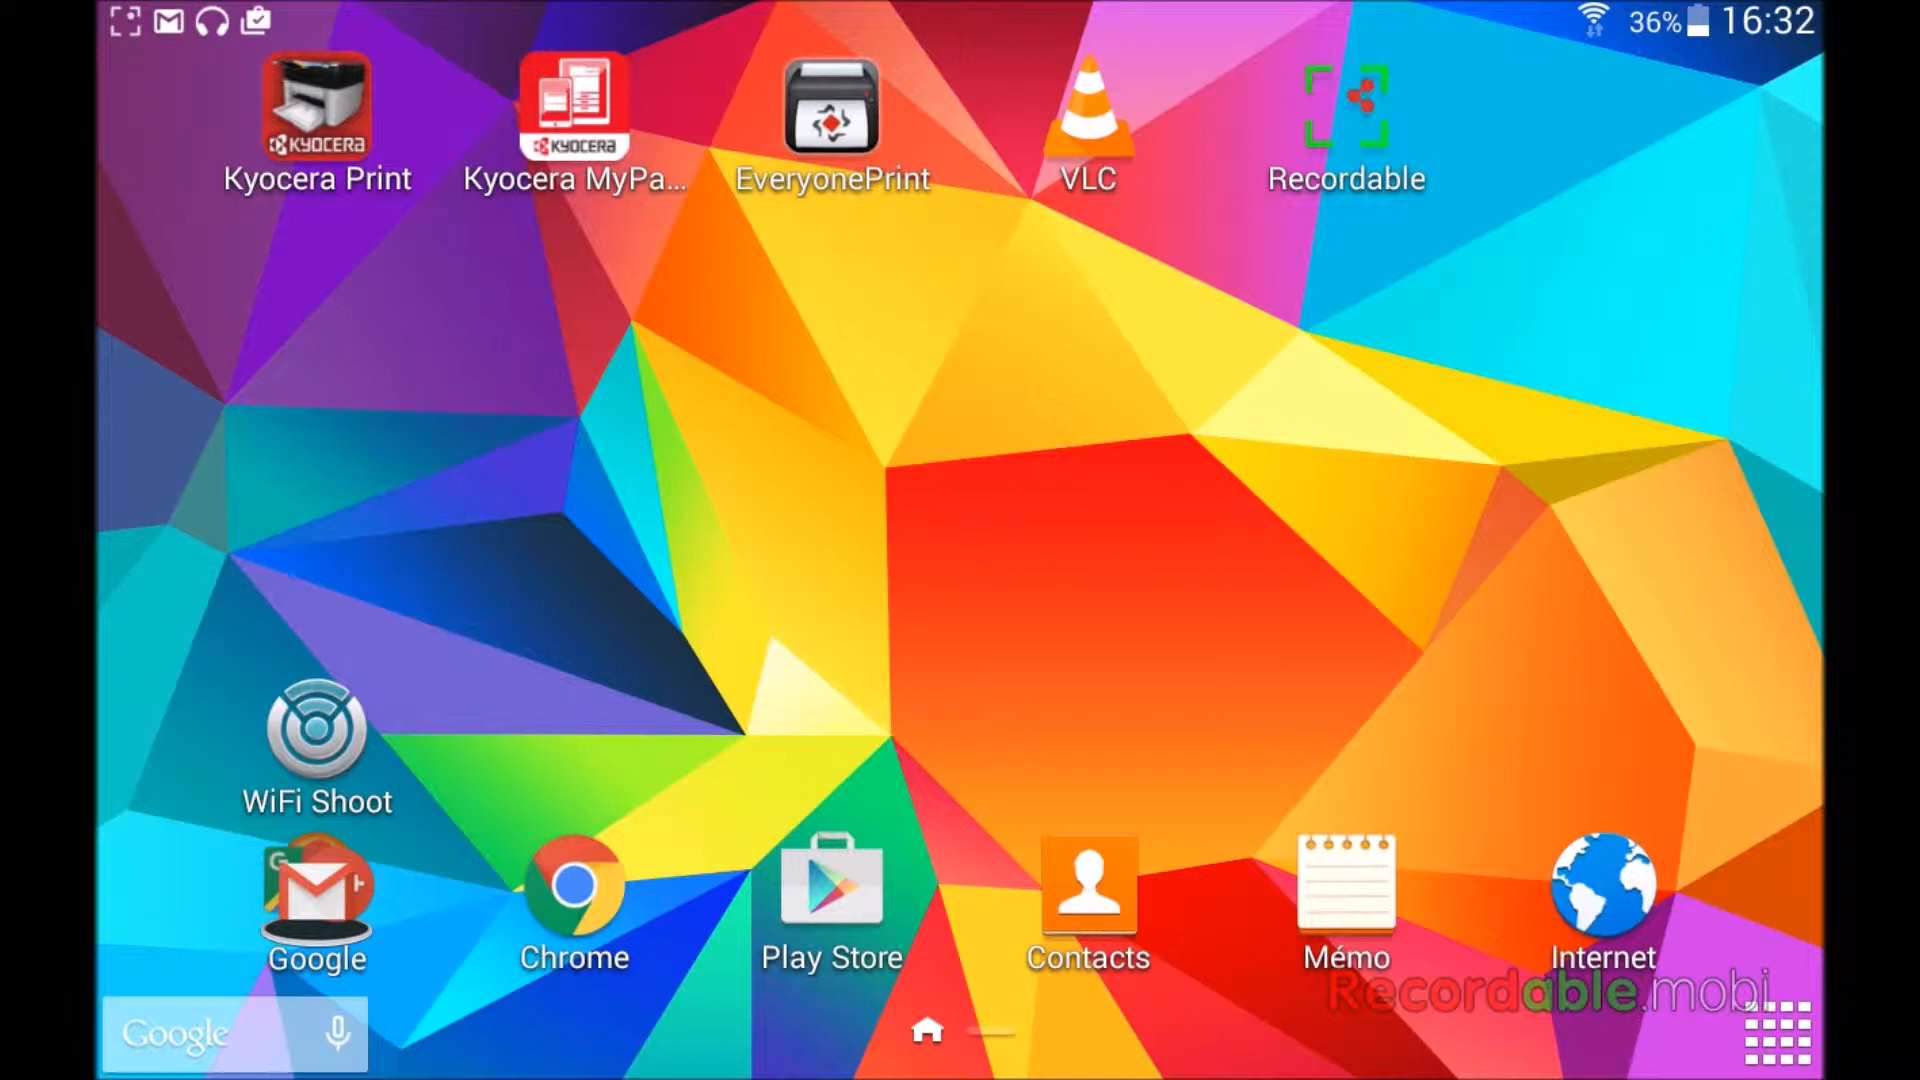 36% 16:32
KYOCERA
KYOCERA
Kyocera Print
Kyocera MyPa...
EveryonePrint
VLC
Recordable
WiFi Shoot
G
Google
Chrome
Play Store
Contacts
Mémo
Internet
Recordable.mobi
Google